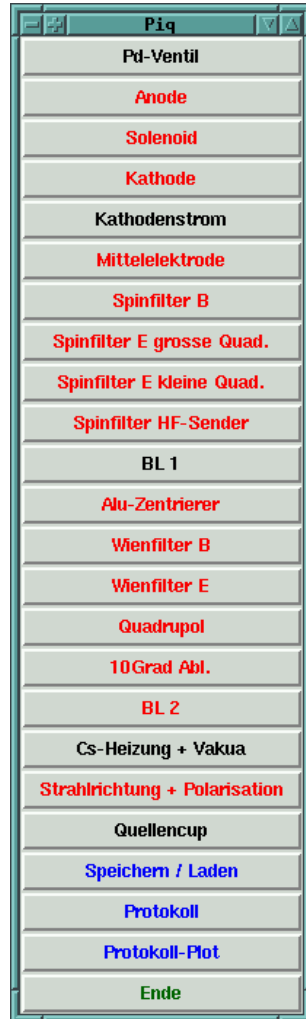 Piq
Pd-Ventil
Anode
Solenoid
Kathode
Kathodenstrom
Mittelelektrode
Spinfilter B
Spinfilter E grosse Quad.
Spinfilter E kleine Quad.
Spinfilter HF-Sender
BL 1
Alu-Zentrierer
Wienfilter B
Wienfilter E
Quadrupol
10Grad Abl.
BL 2
Cs-Heizung + Vakua
Strahlrichtung + Polarisation
Quellencup
Speichern / Laden
Protokoll
Protokoll-Plot
Ende